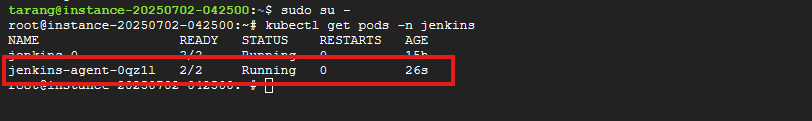 tarang@instance-20250702-042500:~$ sudo su -
root@instance-20250702-042500:~# kubectl get pods -n jenkins
NAME READY STATUS RESTARTS AGE
jenkins-0 2/2 Running 0 15h
jenkins-agent-0qz1l 2/2 Running 0 26s
root@instance-20250702-042500:~#